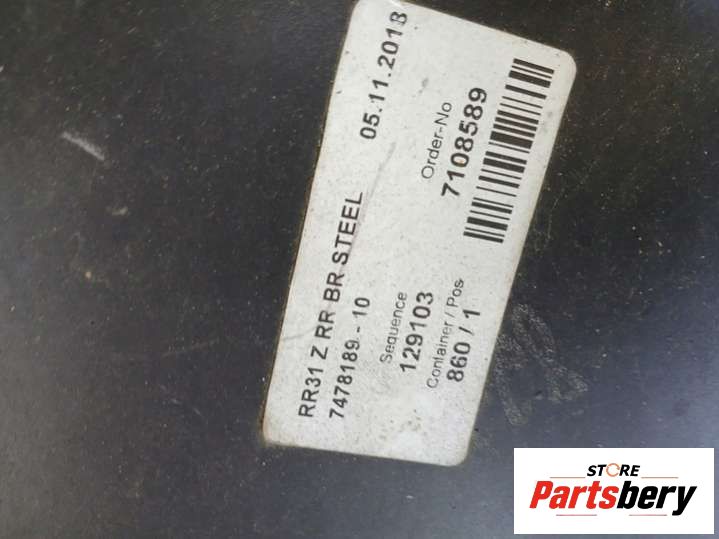 RR31 Z RR BR STEEL 05.11.2018
7478189 - 10
Sequence Order-No
129103 7108589
Container / Pos
860 / 1
STORE
Partsbery